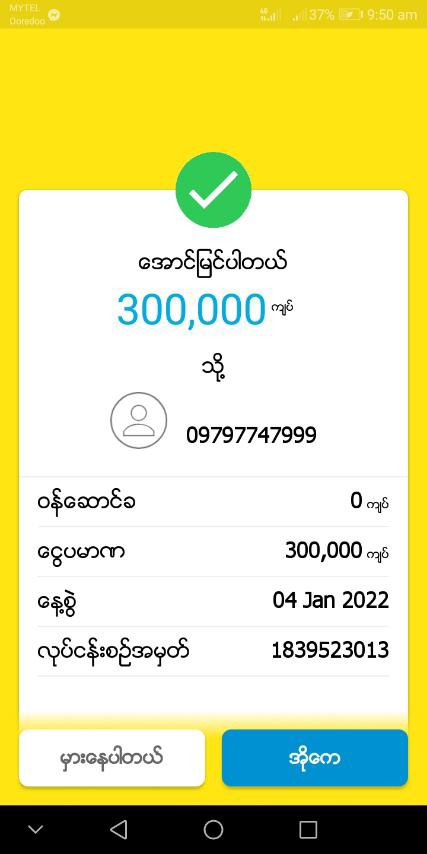 MYTEL
Ooredoo
4G 37% 9:50 am
အောင်မြင်ပါတယ်
300,000 ကျပ်
သို့
09797747999
ဝန်ဆောင်ခ 0 ကျပ်
ငွေပမာဏ 300,000 ကျပ်
နေ့စွဲ 04 Jan 2022
လုပ်ငန်းစဉ်အမှတ် 1839523013
မှားနေပါတယ် အိုကေ